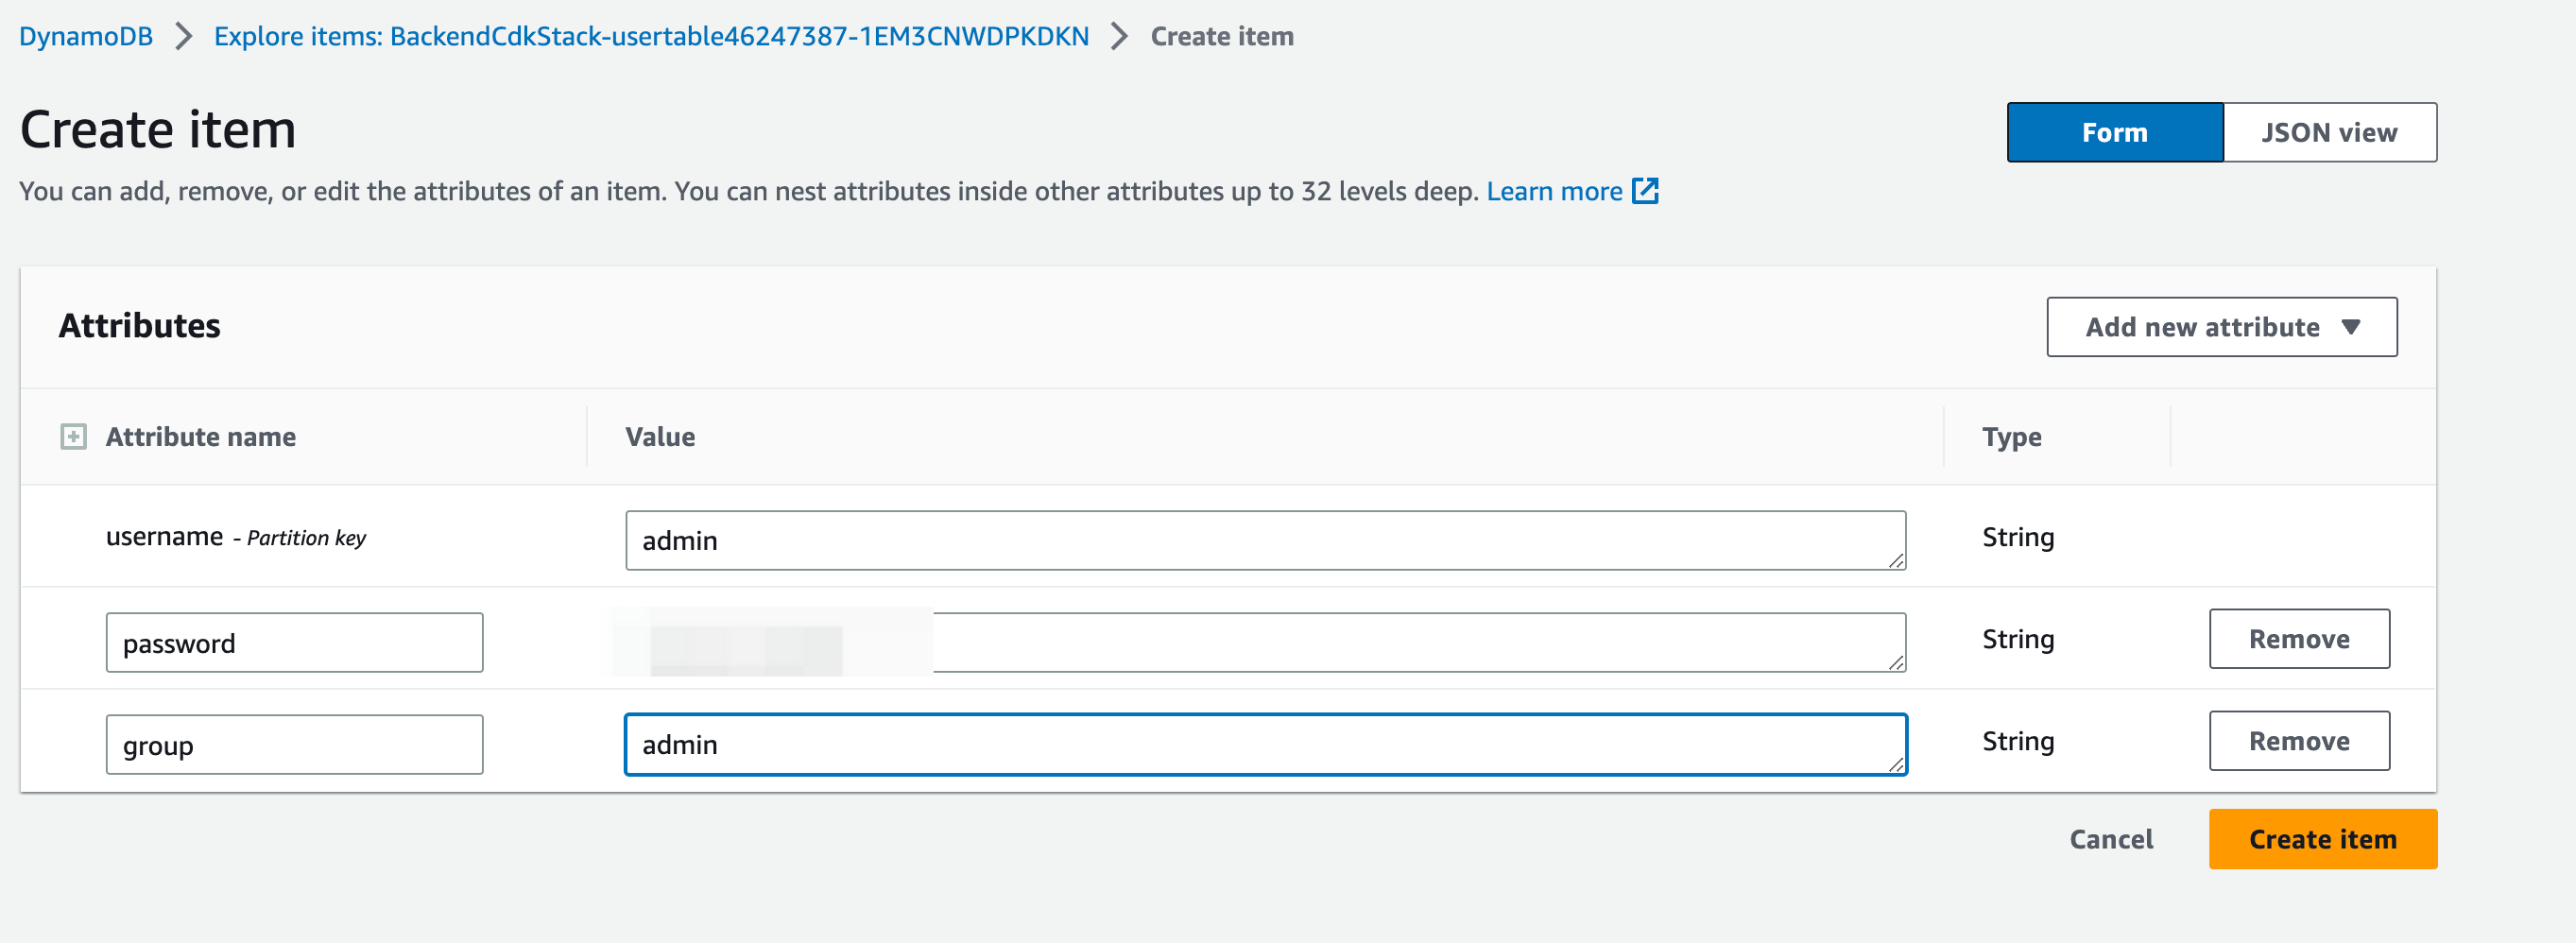 DynamoDB > Explore items: BackendCdkStack-usertable46247387-1EM3CNWDPKDKN > Create item
Create item
Form JSON view
You can add, remove, or edit the attributes of an item. You can nest attributes inside other attributes up to 32 levels deep. Learn more
Attributes
Add new attribute ▼
Attribute name Value Type
username - Partition key admin String
password String Remove
group admin String Remove
Cancel Create item